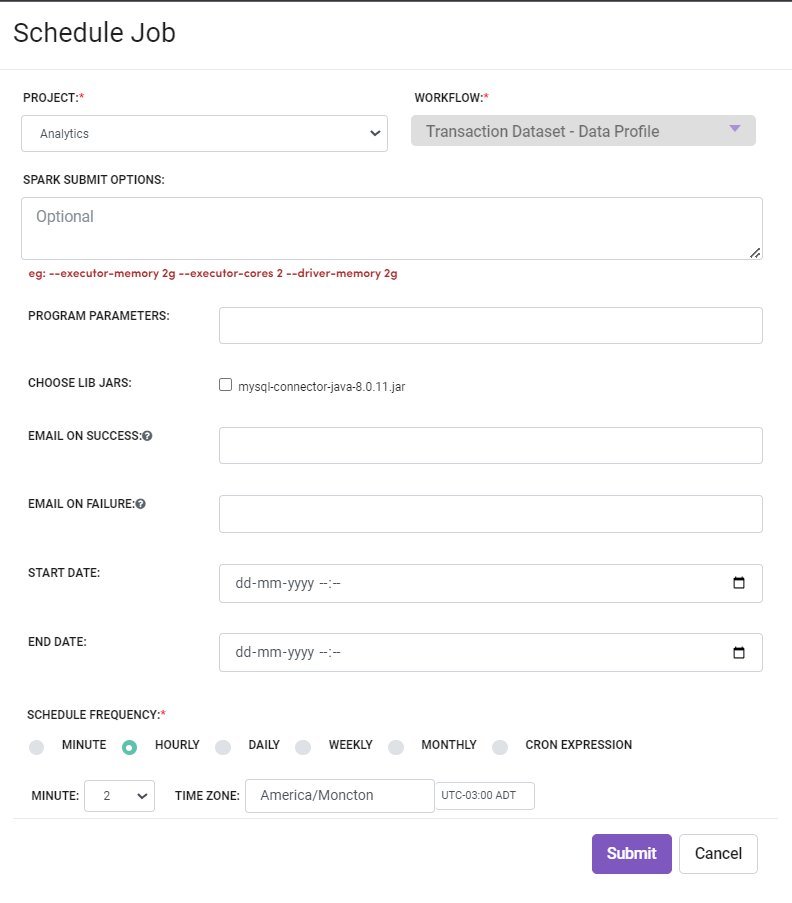 Schedule Job
PROJECT:* WORKFLOW:*
Analytics Transaction Dataset - Data Profile
SPARK SUBMIT OPTIONS:
Optional
eg: --executor-memory 2g --executor-cores 2 --driver-memory 2g
PROGRAM PARAMETERS:
CHOOSE LIB JARS: mysql-connector-java-8.0.11.jar
EMAIL ON SUCCESS:?
EMAIL ON FAILURE:?
START DATE: dd-mm-yyyy --:--
END DATE: dd-mm-yyyy --:--
SCHEDULE FREQUENCY:*
MINUTE HOURLY DAILY WEEKLY MONTHLY CRON EXPRESSION
MINUTE: 2 TIME ZONE: America/Moncton UTC-03:00 ADT
Submit Cancel